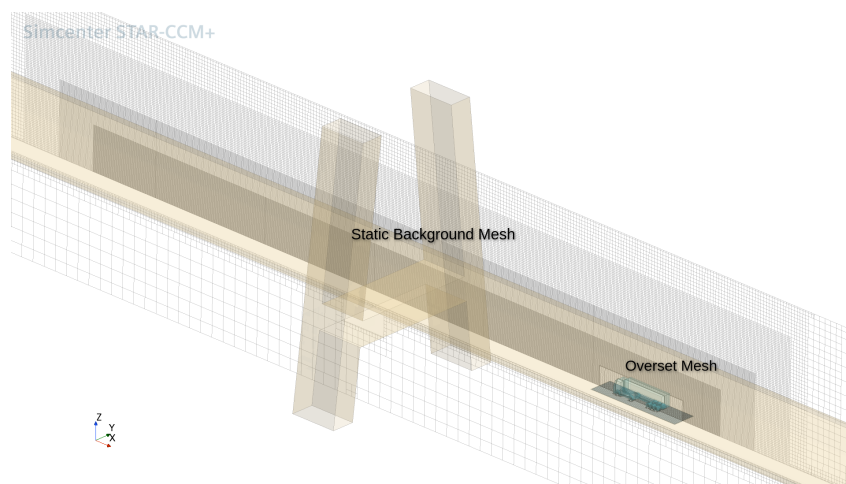 Simcenter STAR-CCM+
Static Background Mesh
Overset Mesh
Z
Y
X